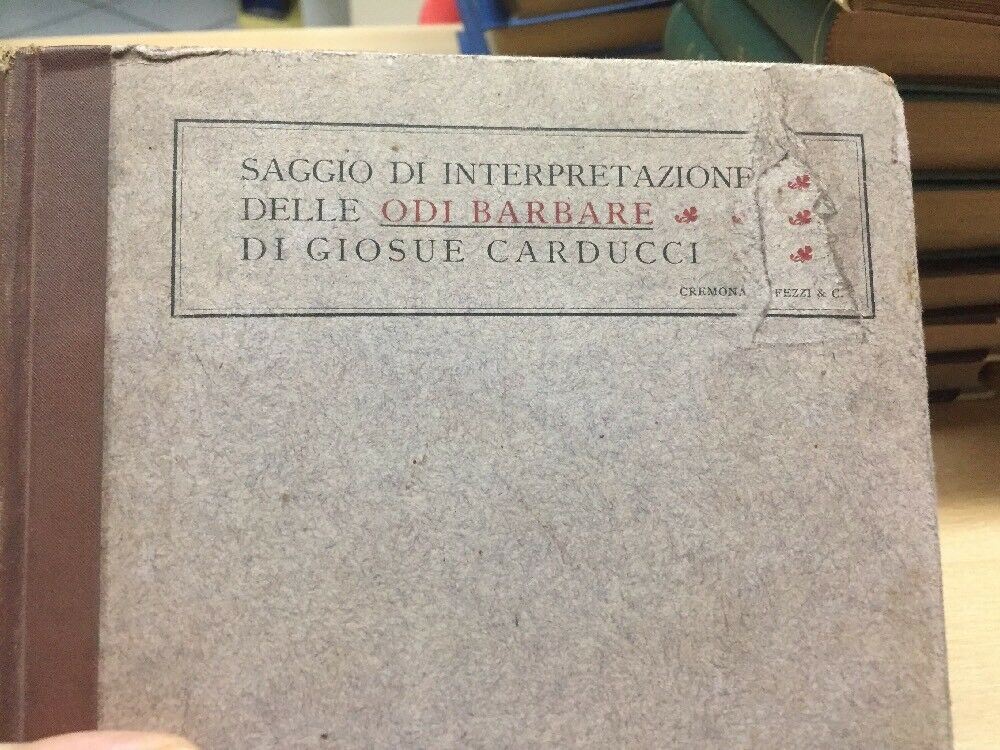 SAGGIO DI INTERPRETAZIONE
DELLE ODI BARBARE
DI GIOSUE CARDUCCI
CREMONA FEZZI & C.